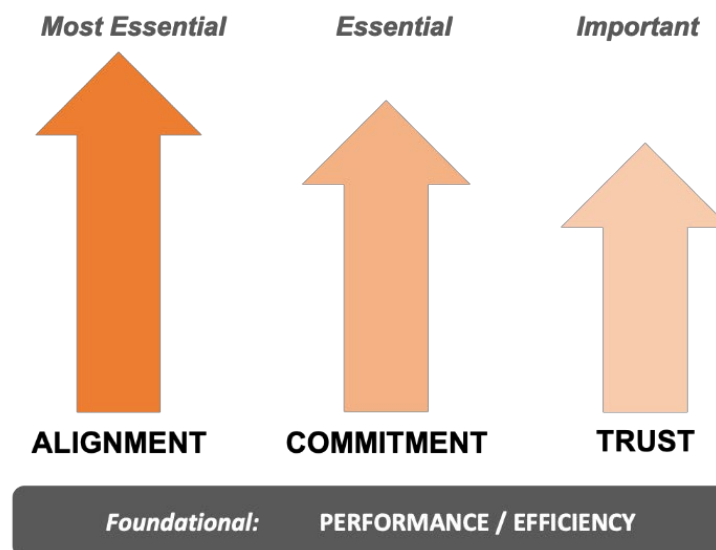 Most Essential Essential Important
ALIGNMENT COMMITMENT TRUST
Foundational: PERFORMANCE / EFFICIENCY